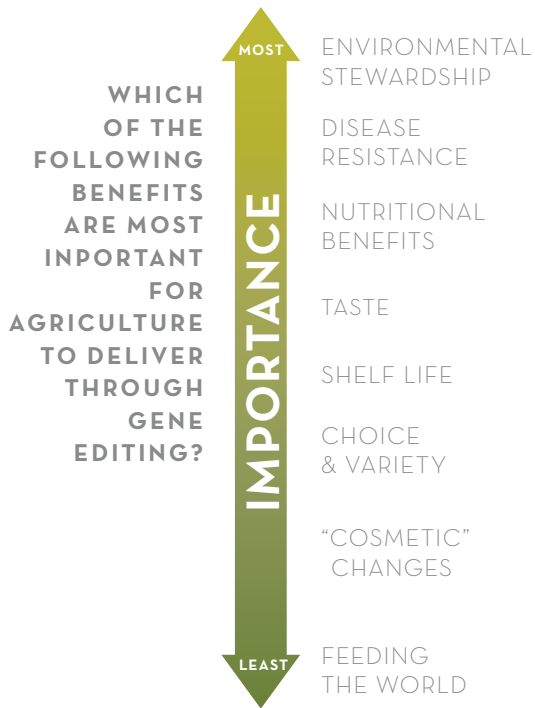 WHICH
OF THE
FOLLOWING
BENEFITS
ARE MOST
INPORTANT
FOR
AGRICULTURE
TO DELIVER
THROUGH
GENE
EDITING?
MOST
IMPORTANCE
LEAST
ENVIRONMENTAL
STEWARDSHIP
DISEASE
RESISTANCE
NUTRITIONAL
BENEFITS
TASTE
SHELF LIFE
CHOICE
& VARIETY
“COSMETIC”
CHANGES
FEEDING
THE WORLD